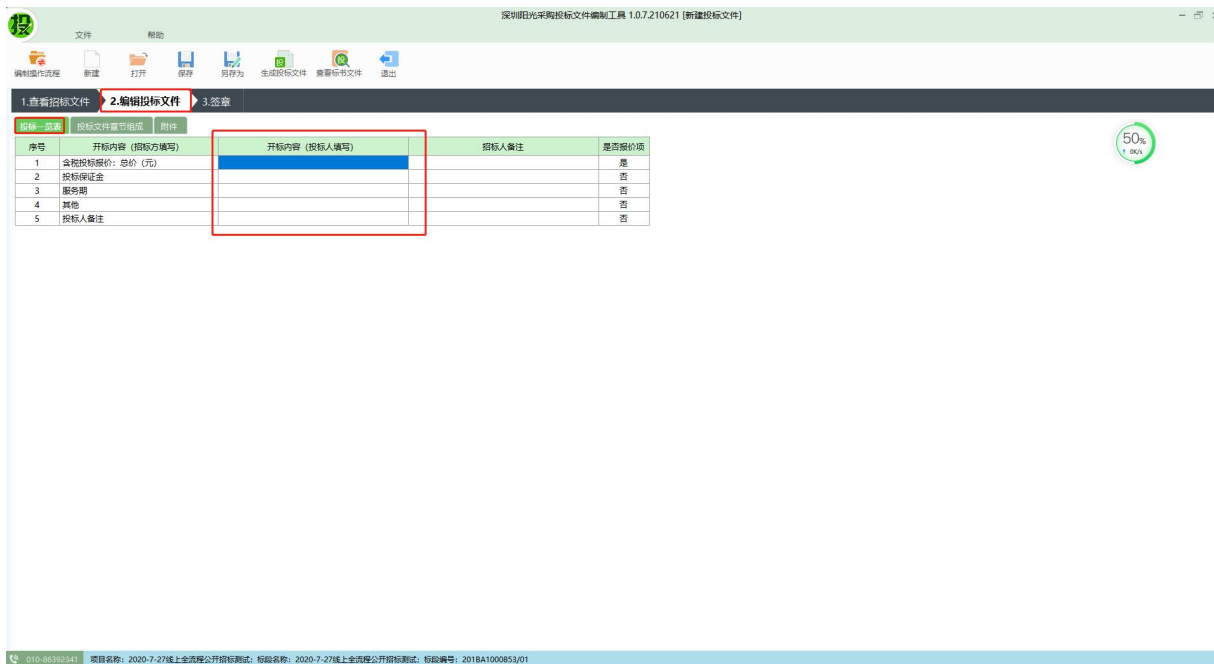 深圳阳光采购投标文件编制工具 1.0.7.210621 [新建投标文件]
投
文件 帮助
编制操作流程 新建 打开 保存 另存为 生成投标文件 查看标书文件 退出
1.查看招标文件 2.编辑投标文件 3.签章
投标一览表 投标文件章节组成 附件
序号 开标内容（招标方填写） 开标内容（投标人填写） 招标人备注 是否报价项
1 含税投标报价：总价（元） 是
2 投标保证金 否
3 服务期 否
4 其他 否
5 投标人备注 否
50%
↑ 0K/s
010-86392341 项目名称：2020-7-27线上全流程公开招标测试；标段名称：2020-7-27线上全流程公开招标测试；标段编号：201BA1000853/01